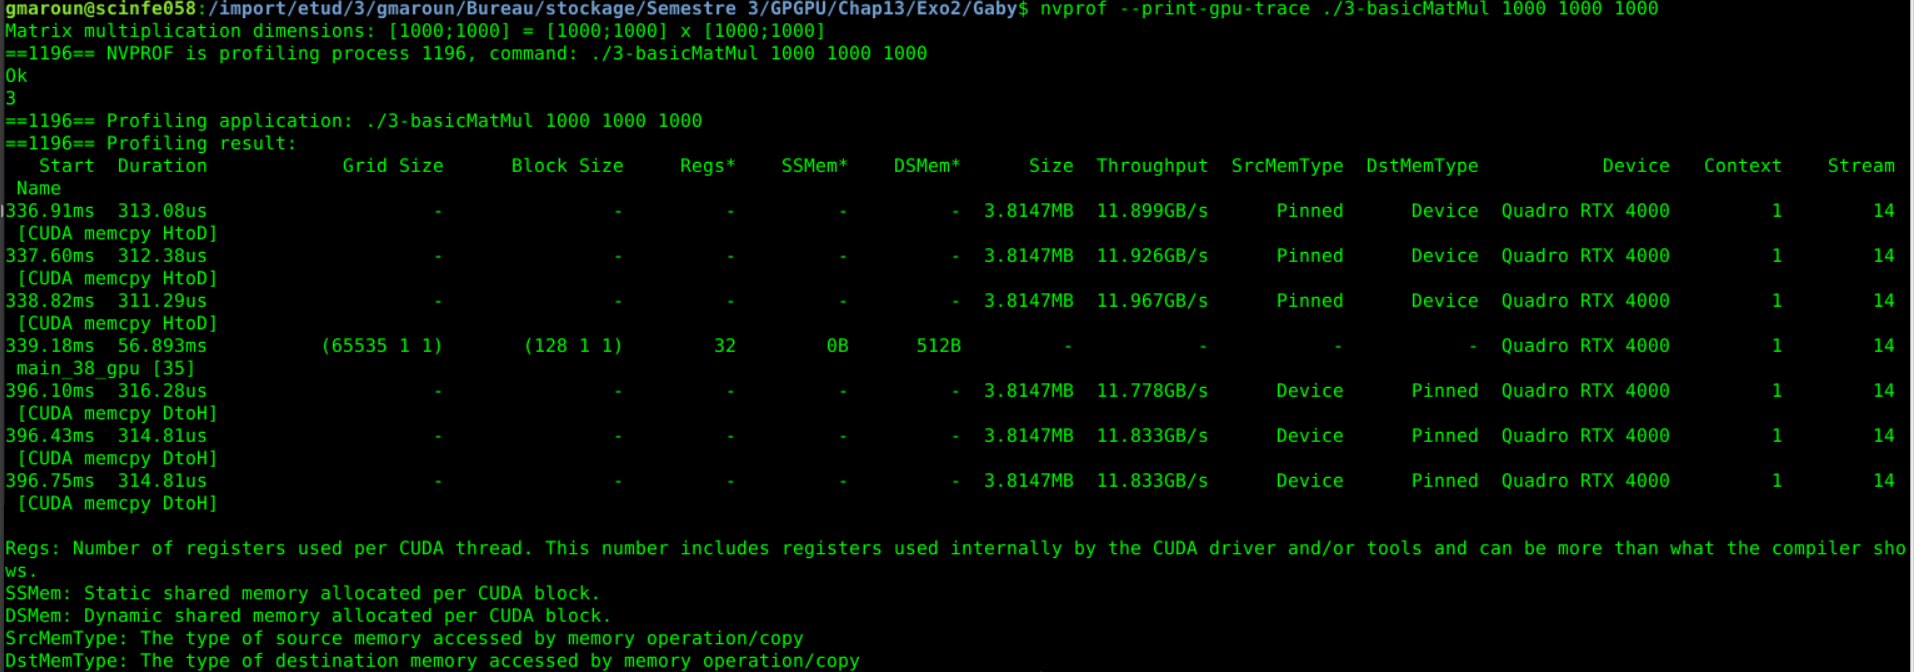 gmaroun@scinfe058:/import/etud/3/gmaroun/Bureau/stockage/Semestre 3/GPGPU/Chap13/Exo2/Gaby$ nvprof --print-gpu-trace ./3-basicMatMul 1000 1000 1000
Matrix multiplication dimensions: [1000;1000] = [1000;1000] x [1000;1000]
==1196== NVPROF is profiling process 1196, command: ./3-basicMatMul 1000 1000 1000
Ok
3
==1196== Profiling application: ./3-basicMatMul 1000 1000 1000
==1196== Profiling result:
   Start  Duration            Grid Size      Block Size     Regs*    SSMem*    DSMem*      Size  Throughput  SrcMemType  DstMemType           Device   Context    Stream
 Name
336.91ms  313.08us                    -               -         -         -         -  3.8147MB  11.899GB/s      Pinned      Device  Quadro RTX 4000         1        14
 [CUDA memcpy HtoD]
337.60ms  312.38us                    -               -         -         -         -  3.8147MB  11.926GB/s      Pinned      Device  Quadro RTX 4000         1        14
 [CUDA memcpy HtoD]
338.82ms  311.29us                    -               -         -         -         -  3.8147MB  11.967GB/s      Pinned      Device  Quadro RTX 4000         1        14
 [CUDA memcpy HtoD]
339.18ms  56.893ms          (65535 1 1)       (128 1 1)        32        0B      512B         -           -           -           -  Quadro RTX 4000         1        14
 main_38_gpu [35]
396.10ms  316.28us                    -               -         -         -         -  3.8147MB  11.778GB/s      Device      Pinned  Quadro RTX 4000         1        14
 [CUDA memcpy DtoH]
396.43ms  314.81us                    -               -         -         -         -  3.8147MB  11.833GB/s      Device      Pinned  Quadro RTX 4000         1        14
 [CUDA memcpy DtoH]
396.75ms  314.81us                    -               -         -         -         -  3.8147MB  11.833GB/s      Device      Pinned  Quadro RTX 4000         1        14
 [CUDA memcpy DtoH]
Regs: Number of registers used per CUDA thread. This number includes registers used internally by the CUDA driver and/or tools and can be more than what the compiler sho
ws.
SSMem: Static shared memory allocated per CUDA block.
DSMem: Dynamic shared memory allocated per CUDA block.
SrcMemType: The type of source memory accessed by memory operation/copy
DstMemType: The type of destination memory accessed by memory operation/copy